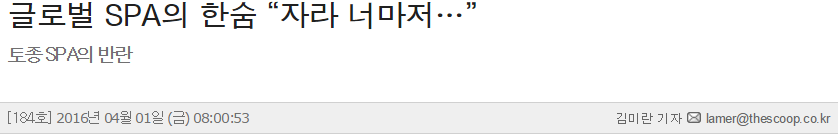 글로벌 SPA의 한숨 “자라 너마저…”
토종 SPA의 반란
[184호] 2016년 04월 01일 (금) 08:00:53 김미란 기자 lamer@thescoop.co.kr